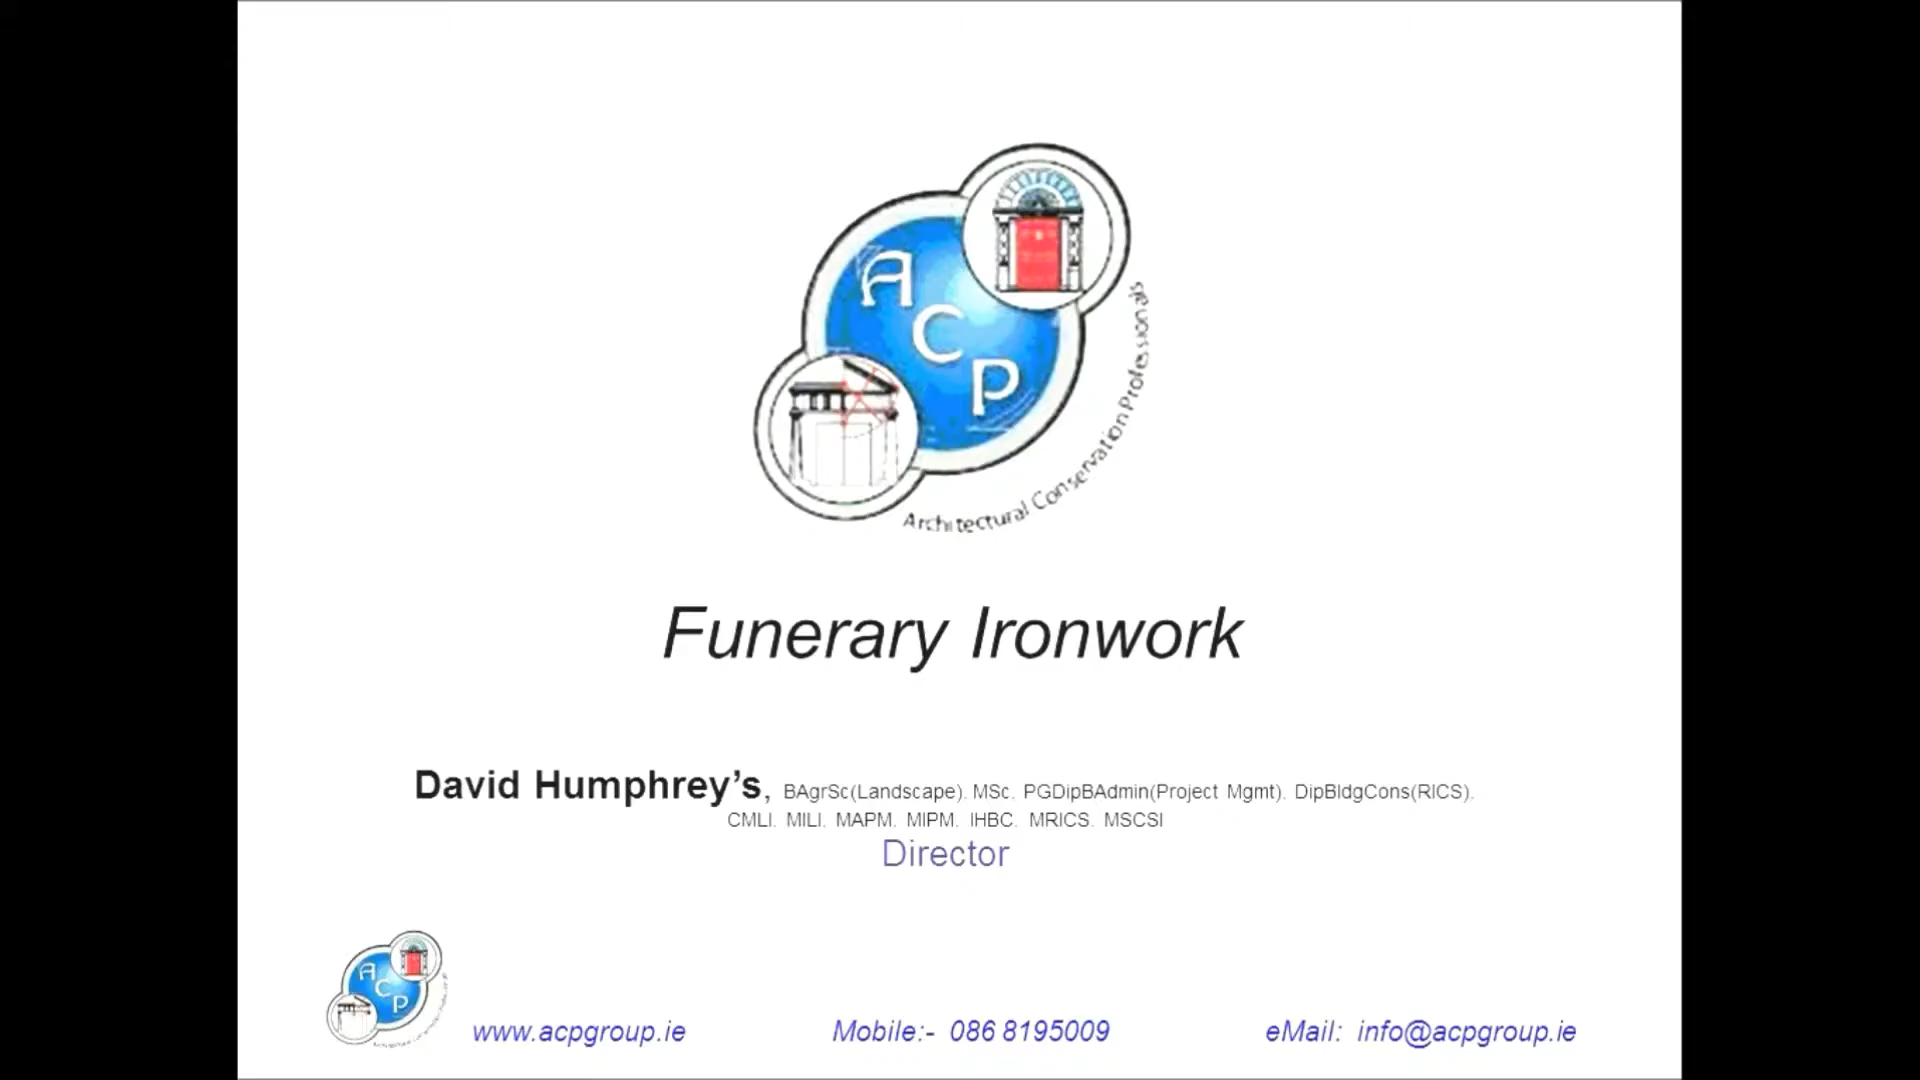 A
C
P
Architectural Conservation Professionals
Funerary Ironwork
David Humphrey’s, BAgrSc(Landscape). MSc. PGDipBAdmin(Project Mgmt). DipBldgCons(RICS).
CMLI. MILI. MAPM. MIPM. IHBC. MRICS. MSCSI
Director
A
C
P
www.acpgroup.ie Mobile:- 086 8195009 eMail: info@acpgroup.ie